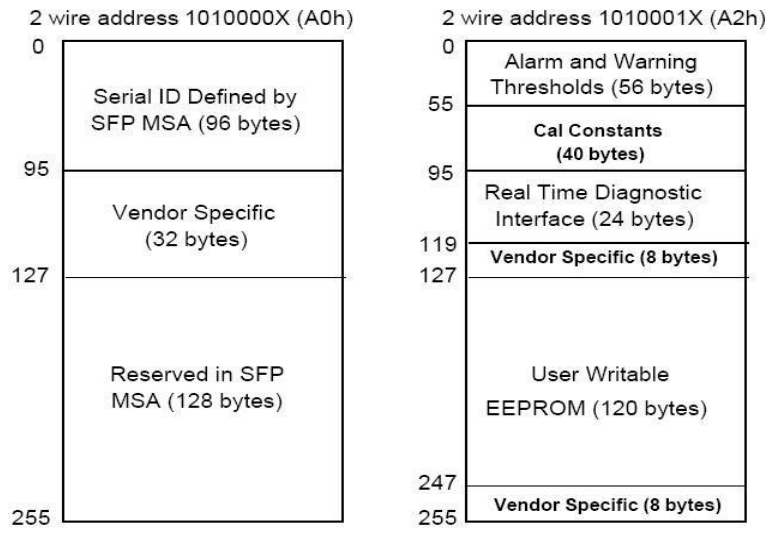 2 wire address 1010000X (A0h)
0
Serial ID Defined by
SFP MSA (96 bytes)
95
Vendor Specific
(32 bytes)
127
Reserved in SFP
MSA (128 bytes)
255
2 wire address 1010001X (A2h)
0
Alarm and Warning
Thresholds (56 bytes)
55
Cal Constants
(40 bytes)
95
Real Time Diagnostic
Interface (24 bytes)
119
Vendor Specific (8 bytes)
127
User Writable
EEPROM (120 bytes)
247
Vendor Specific (8 bytes)
255